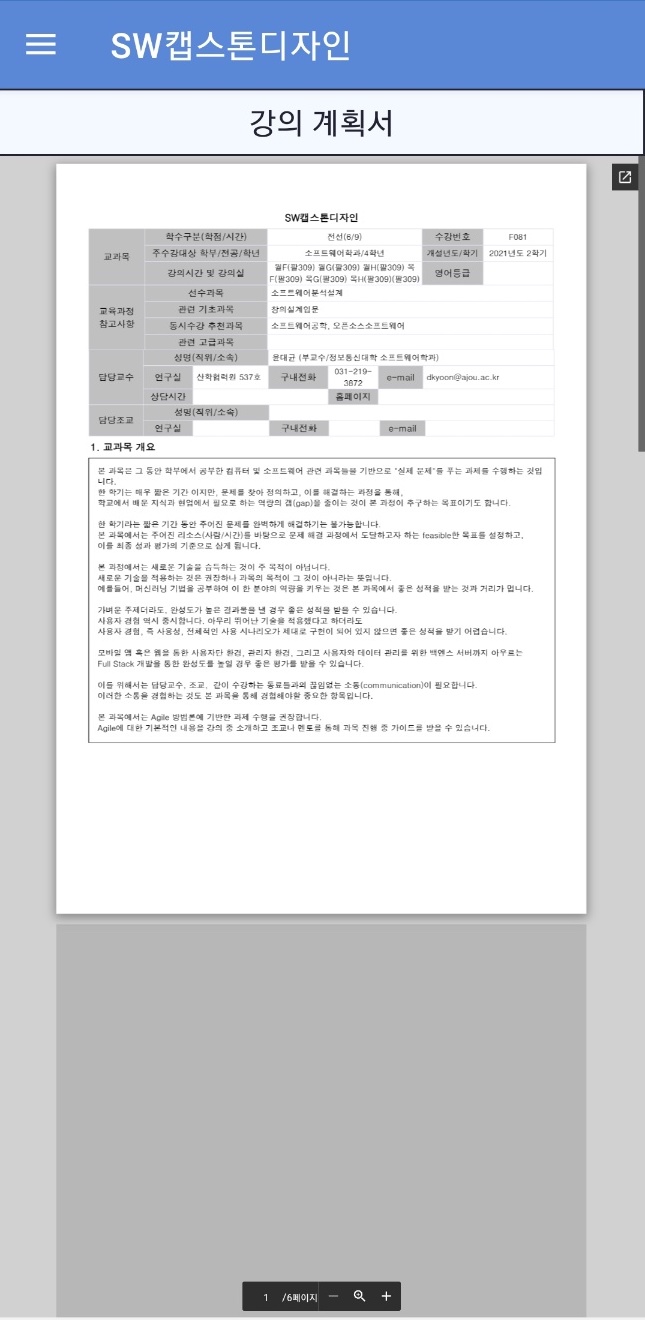 SW캡스톤디자인
강의 계획서
SW캡스톤디자인
교과목
학수구분(학점/시간) 전선(6/9) 수강번호 F081
주수강대상 학부/전공/학년 소프트웨어학과/4학년 개설년도/학기 2021년도 2학기
강의시간 및 강의실 월F(팔309) 월G(팔309) 월H(팔309) 목F(팔309) 목G(팔309) 목H(팔309)(팔309) 영어등급
교육과정 참고사항
선수과목 소프트웨어분석설계
관련 기초과목 창의설계입문
동시수강 추천과목 소프트웨어공학, 오픈소스소프트웨어
관련 고급과목
담당교수
성명(직위/소속) 윤대균 (부교수/정보통신대학 소프트웨어학과)
연구실 산학협력원 537호 구내전화 031-219-3872 e-mail dkyoon@ajou.ac.kr
상담시간 홈페이지
담당조교
성명(직위/소속)
연구실 구내전화 e-mail
1. 교과목 개요
본 과목은 그 동안 학부에서 공부한 컴퓨터 및 소프트웨어 관련 과목들을 기반으로 "실제 문제"를 푸는 과제를 수행하는 것입
니다.
한 학기는 매우 짧은 기간 이지만, 문제를 찾아 정의하고, 이를 해결하는 과정을 통해,
학교에서 배운 지식과 현업에서 필요로 하는 역량의 갭(gap)을 줄이는 것이 본 과정이 추구하는 목표이기도 합니다.
한 학기라는 짧은 기간 동안 주어진 문제를 완벽하게 해결하기는 불가능합니다.
본 과목에서는 주어진 리소스(사람/시간)를 바탕으로 문제 해결 과정에서 도달하고자 하는 feasible한 목표를 설정하고,
이를 최종 성과 평가의 기준으로 삼게 됩니다.
본 과정에서는 새로운 기술을 습득하는 것이 주 목적이 아닙니다.
새로운 기술을 적용하는 것은 권장하나 과목의 목적이 그 것이 아니라는 뜻입니다.
예를들어, 머신러닝 기법을 공부하여 이 한 분야의 역량을 키우는 것은 본 과목에서 좋은 성적을 받는 것과 거리가 멉니다.
가벼운 주제더라도, 완성도가 높은 결과물을 낸 경우 좋은 성적을 받을 수 있습니다.
사용자 경험 역시 중시합니다. 아무리 뛰어난 기술을 적용했다고 하더라도
사용자 경험, 즉 사용성, 전체적인 사용 시나리오가 제대로 구현이 되어 있지 않으면 좋은 성적을 받기 어렵습니다.
모바일 앱 혹은 웹을 통한 사용자단 환경, 관리자 환경, 그리고 사용자와 데이터 관리를 위한 백엔스 서버까지 아우르는
Full Stack 개발을 통한 완성도를 높일 경우 좋은 평가를 받을 수 있습니다.
이를 위해서는 담당교수, 조교, 같이 수강하는 동료들과의 끊임없는 소통(communication)이 필요합니다.
이러한 소통을 경험하는 것도 본 과목을 통해 경험해야할 중요한 항목입니다.
본 과목에서는 Agile 방법론에 기반한 과제 수행을 권장합니다.
Agile에 대한 기본적인 내용을 강의 중 소개하고 조교나 멘토를 통해 과목 진행 중 가이드를 받을 수 있습니다.
1 /6페이지